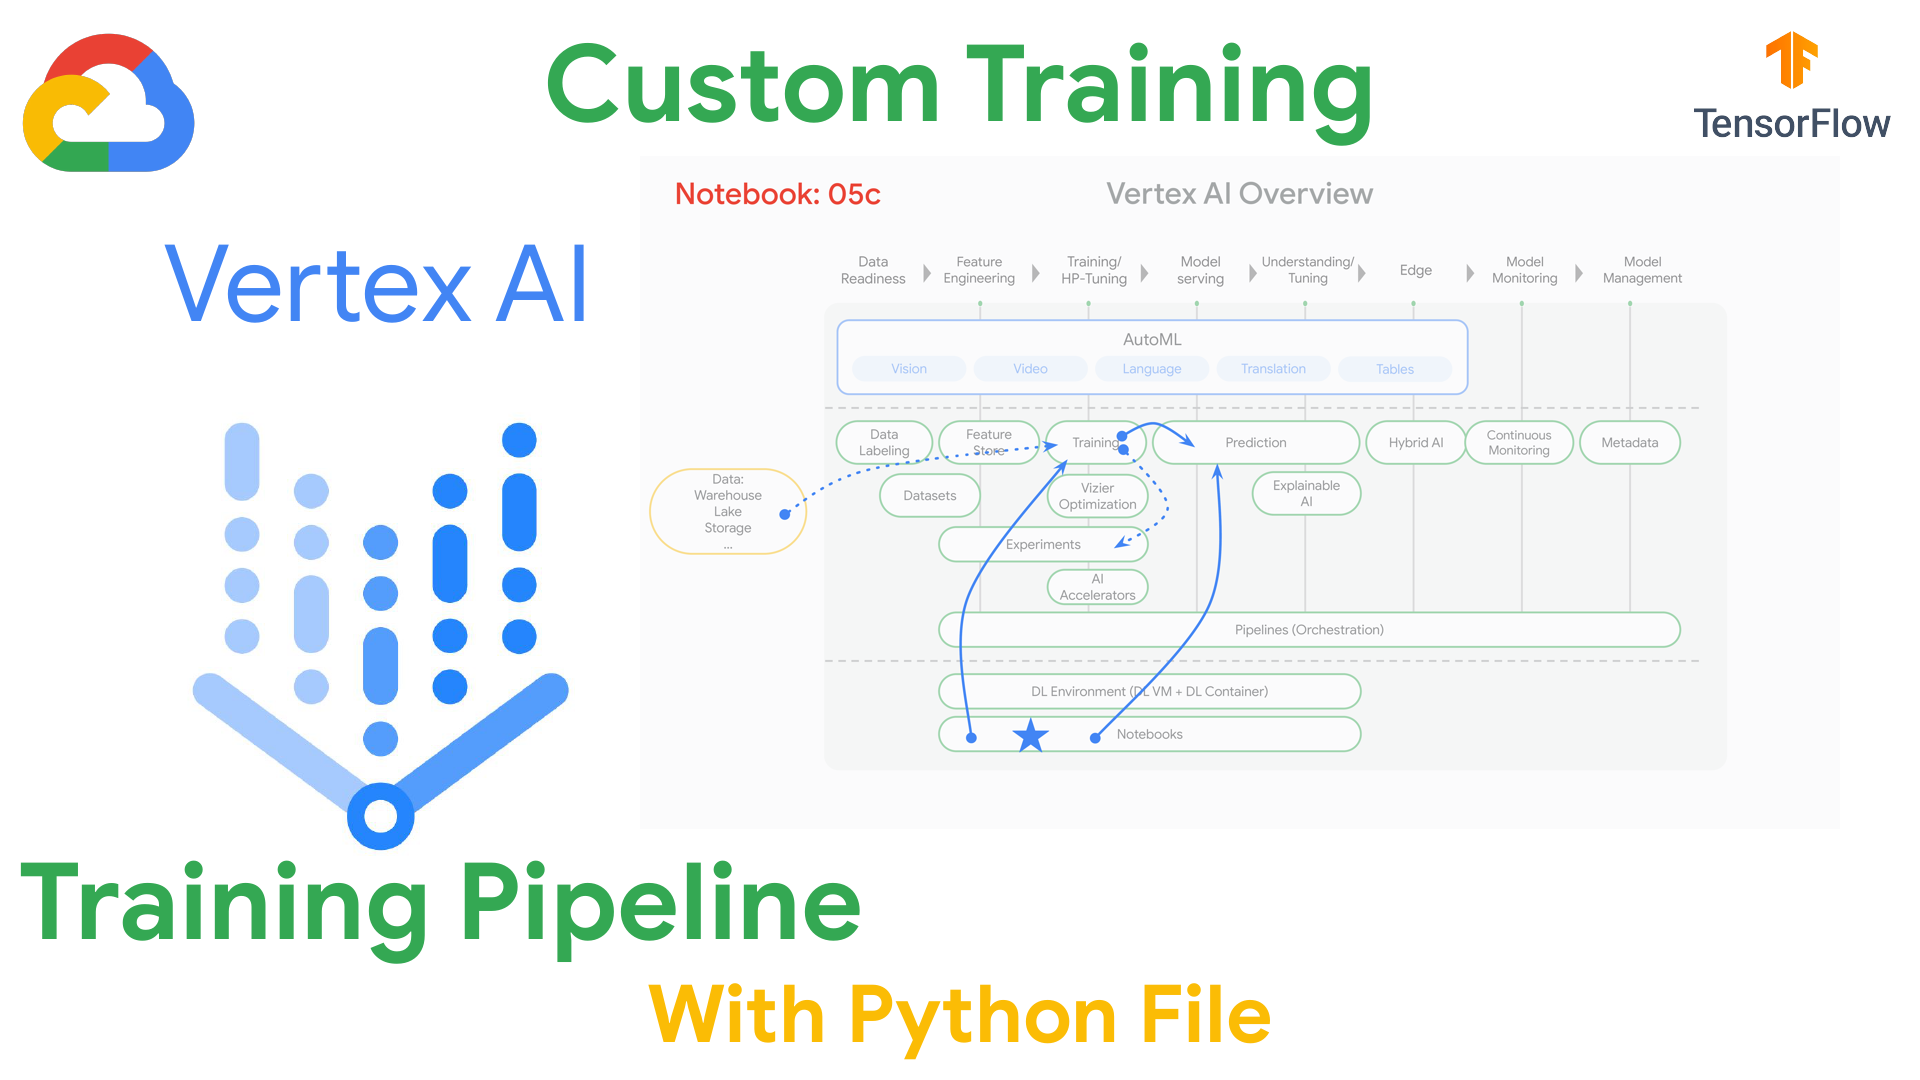 Custom Training
TensorFlow
Notebook: 05c
Vertex AI Overview
Vertex AI
Data
Readiness
Feature
Engineering
Training/
HP-Tuning
Model
serving
Understanding/
Tuning
Edge
Model
Monitoring
Model
Management
AutoML
Vision
Video
Language
Translation
Tables
Data
Labeling
Feature
Store
Training
Prediction
Hybrid AI
Continuous
Monitoring
Metadata
Data:
Warehouse
Lake
Storage
...
Datasets
Vizier
Optimization
Explainable
AI
Experiments
AI
Accelerators
Pipelines (Orchestration)
DL Environment (DL VM + DL Container)
Notebooks
Training Pipeline
With Python File